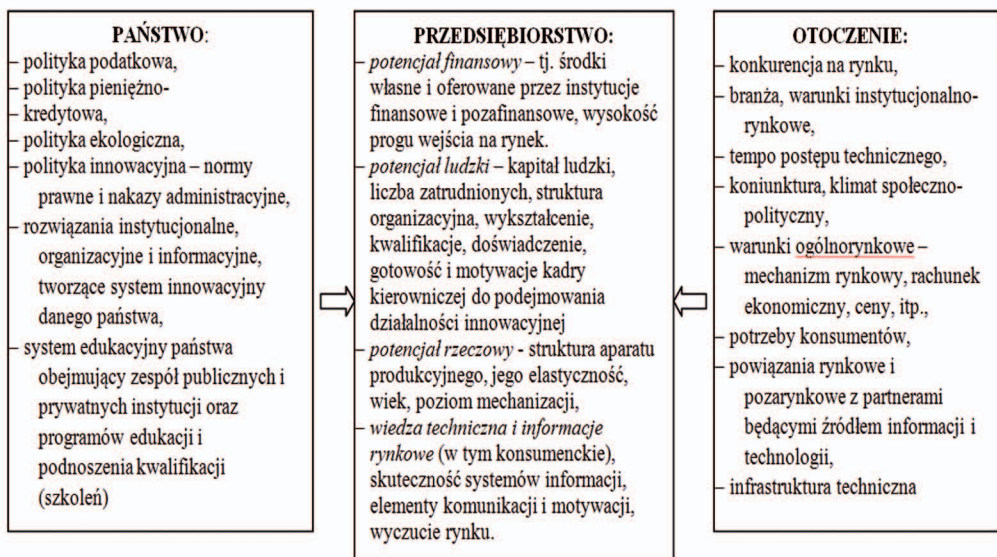 PAŃSTWO:
– polityka podatkowa,
– polityka pieniężno-
– kredytowa,
– polityka ekologiczna,
– polityka innowacyjna – normy
prawne i nakazy administracyjne,
– rozwiązania instytucjonalne,
organizacyjne i informacyjne,
tworzące system innowacyjny
danego państwa,
– system edukacyjny państwa
obejmujący zespół publicznych i
prywatnych instytucji oraz
programów edukacji i
podnoszenia kwalifikacji
(szkoleń)
PRZEDSIĘBIORSTWO:
– potencjał finansowy – tj. środki
własne i oferowane przez instytucje
finansowe i pozafinansowe, wysokość
progu wejścia na rynek.
– potencjał ludzki – kapitał ludzki,
liczba zatrudnionych, struktura
organizacyjna, wykształcenie,
kwalifikacje, doświadczenie,
gotowość i motywacje kadry
kierowniczej do podejmowania
działalności innowacyjnej
– potencjał rzeczowy - struktura aparatu
produkcyjnego, jego elastyczność,
wiek, poziom mechanizacji,
– wiedza techniczna i informacje
rynkowe (w tym konsumenckie),
skuteczność systemów informacji,
elementy komunikacji i motywacji,
wyczucie rynku.
OTOCZENIE:
– konkurencja na rynku,
– branża, warunki instytucjonalno-
rynkowe,
– tempo postępu technicznego,
– koniunktura, klimat społeczno-
polityczny,
– warunki ogólnorynkowe –
mechanizm rynkowy, rachunek
ekonomiczny, ceny, itp.,
– potrzeby konsumentów,
– powiązania rynkowe i
pozarynkowe z partnerami
będącymi źródłem informacji i
technologii,
– infrastruktura techniczna